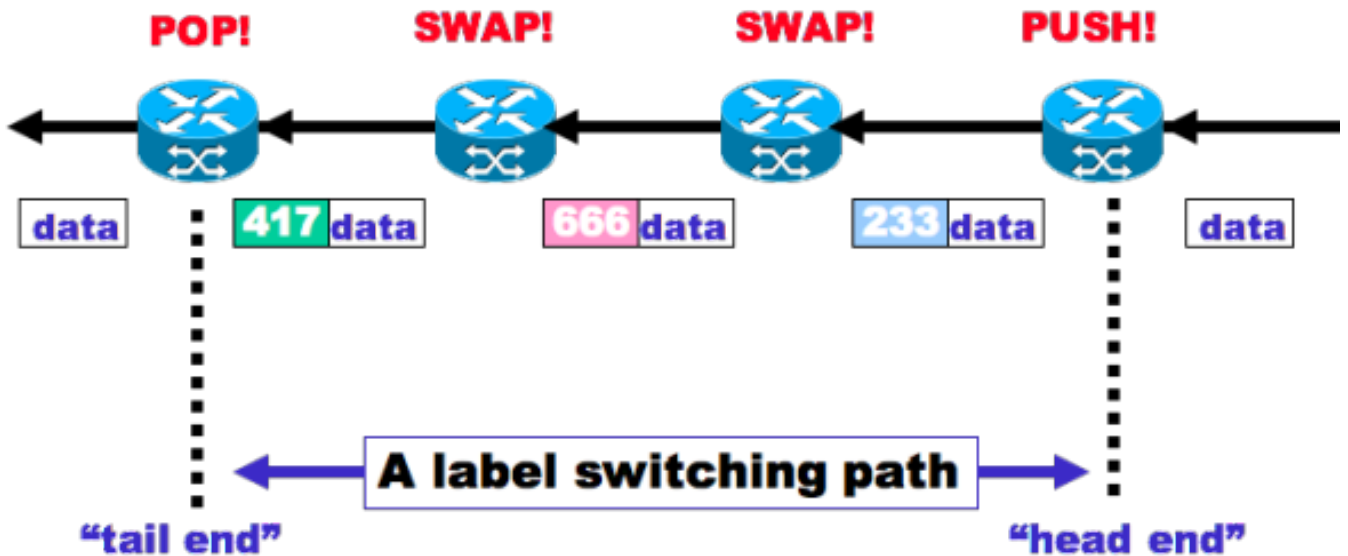 POP! SWAP! SWAP! PUSH!
data 417 data 666 data 233 data data
A label switching path
“tail end” “head end”